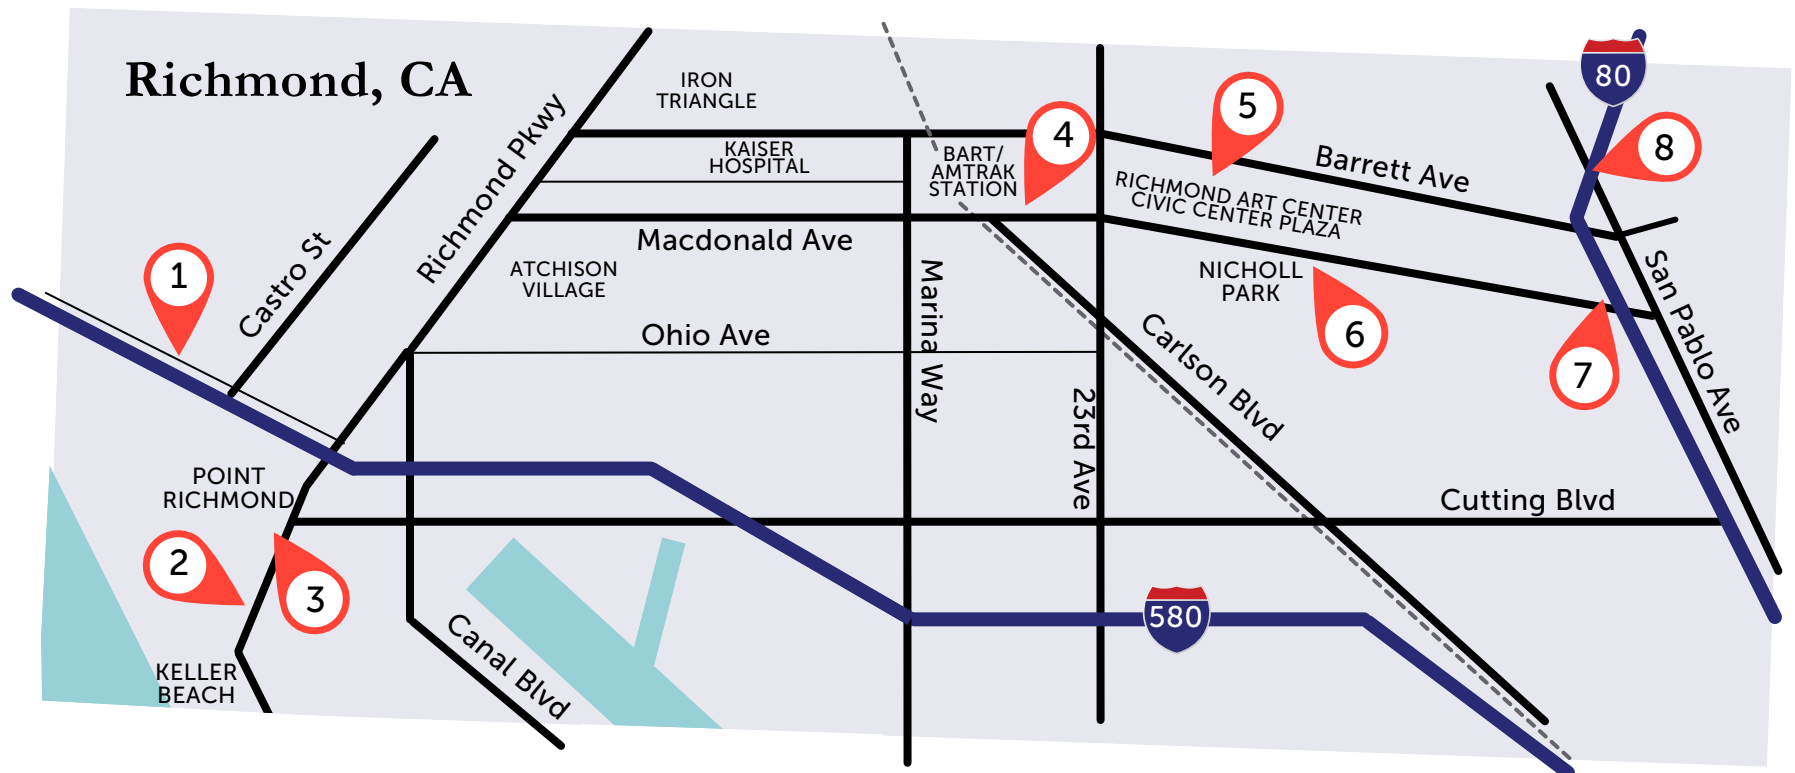 Richmond, CA
IRON
TRIANGLE
Richmond Pkwy
KAISER
HOSPITAL
BART/
AMTRAK
STATION
4
5
80
8
Barrett Ave
RICHMOND ART CENTER
CIVIC CENTER PLAZA
Macdonald Ave
Castro St
1
ATCHISON
VILLAGE
Marina Way
NICHOLL
PARK
6
7
San Pablo Ave
Ohio Ave
Carlson Blvd
23rd Ave
POINT
RICHMOND
Cutting Blvd
2
3
580
Canal Blvd
KELLER
BEACH